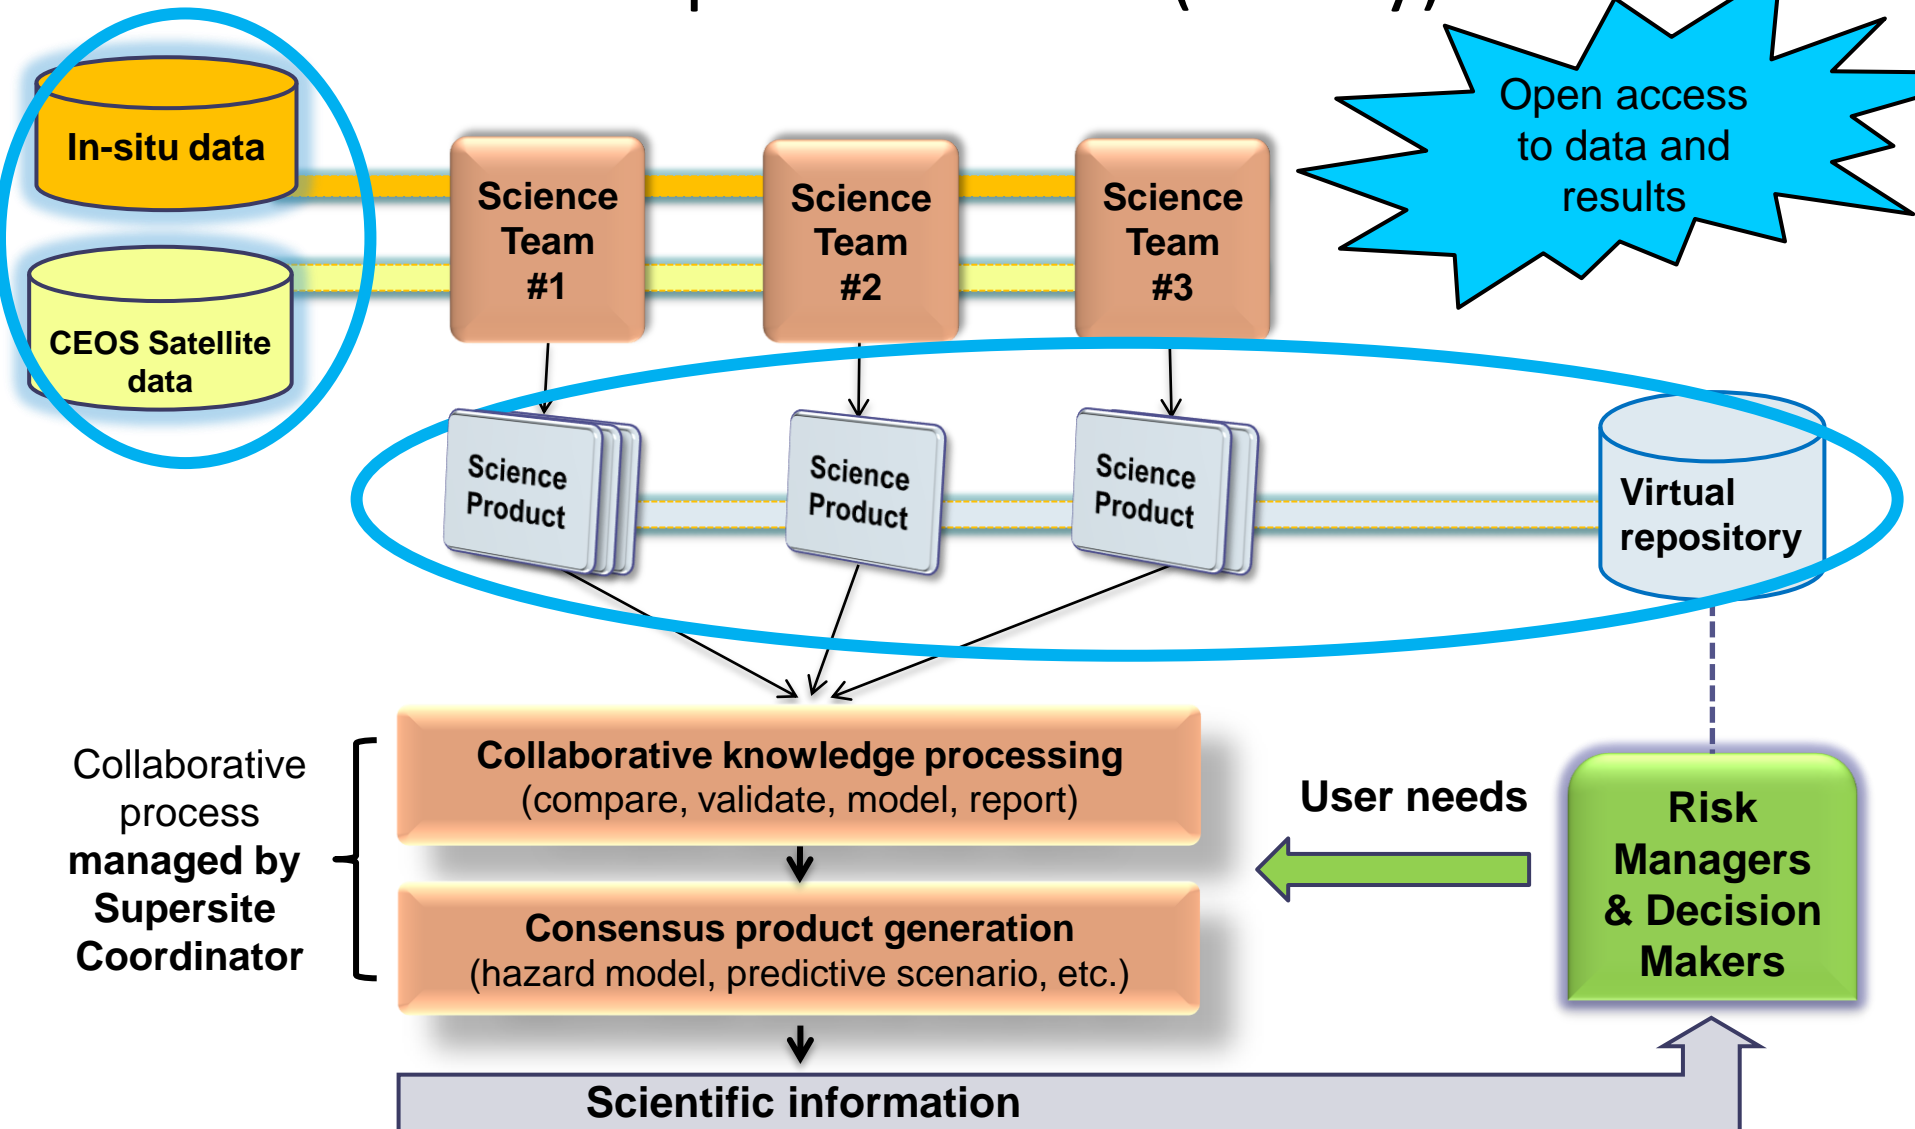 In-situ data
CEOS Satellite
data
Science
Team
#1
Science
Team
#2
Science
Team
#3
Open access
to data and
results
Science
Product
Science
Product
Science
Product
Virtual
repository
Collaborative
process
managed by
Supersite
Coordinator
Collaborative knowledge processing
(compare, validate, model, report)
Consensus product generation
(hazard model, predictive scenario, etc.)
User needs
Risk
Managers
& Decision
Makers
Scientific information